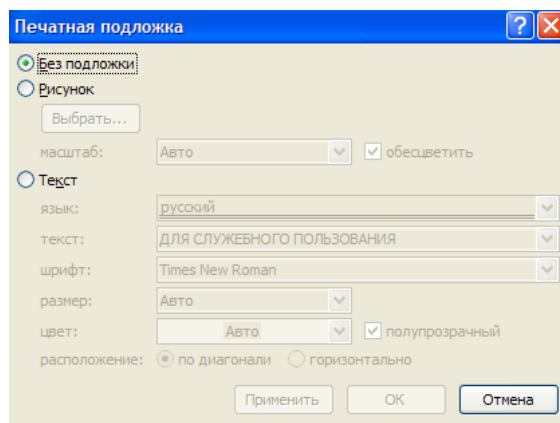 Печатная подложка
Без подложки
Рисунок
Выбрать...
масштаб: Авто обесцветить
Текст
язык: русский
текст: ДЛЯ СЛУЖЕБНОГО ПОЛЬЗОВАНИЯ
шрифт: Times New Roman
размер: Авто
цвет: Авто полупрозрачный
расположение: по диагонали горизонтально
Применить ОК Отмена